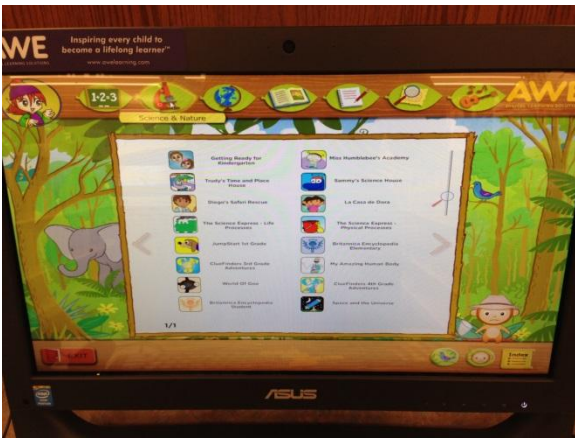 AWE
Inspiring every child to
become a lifelong learner™
www.awelearning.com
1·2·3
AWE
Science & Nature
Getting Ready for
Kindergarten
Miss Humblebee's Academy
Trudy's Time and Place
House
Sammy's Science House
Diego's Safari Rescue
La Casa de Dora
The Science Express - Life
Processes
The Science Express -
Physical Processes
JumpStart 1st Grade
Britannica Encyclopedia
Elementary
ClueFinders 3rd Grade
Adventures
My Amazing Human Body
World Of Goo
ClueFinders 4th Grade
Adventures
Britannica Encyclopedia
Space and the Universe
1/1
Index
ASUS
intel